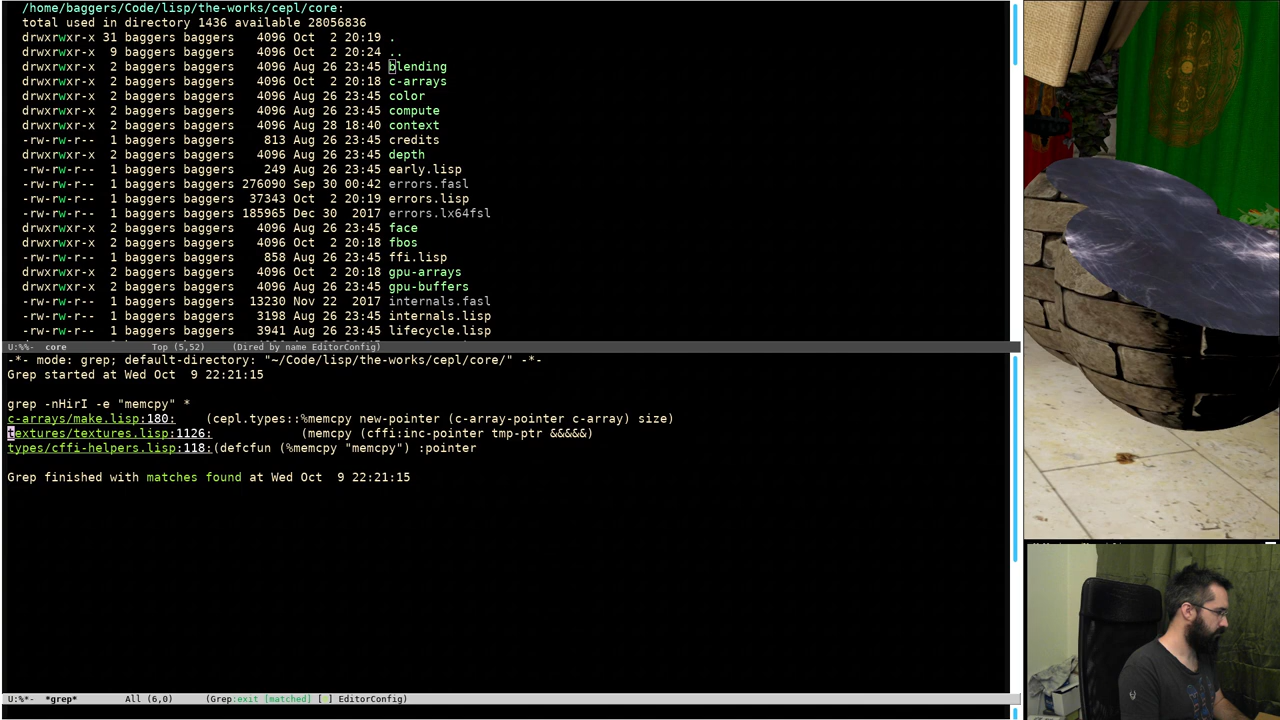 /home/baggers/Code/lisp/the-works/cepl/core:
total used in directory 1436 available 28056836
drwxrwxr-x 31 baggers baggers   4096 Oct  2 20:19 .
drwxrwxr-x  9 baggers baggers   4096 Oct  2 20:24 ..
drwxrwxr-x  2 baggers baggers   4096 Aug 26 23:45 blending
drwxrwxr-x  2 baggers baggers   4096 Oct  2 20:18 c-arrays
drwxrwxr-x  2 baggers baggers   4096 Aug 26 23:45 color
drwxrwxr-x  2 baggers baggers   4096 Aug 26 23:45 compute
drwxrwxr-x  2 baggers baggers   4096 Aug 28 18:40 context
-rw-rw-r--  1 baggers baggers    813 Aug 26 23:45 credits
drwxrwxr-x  2 baggers baggers   4096 Aug 26 23:45 depth
-rw-rw-r--  1 baggers baggers    249 Aug 26 23:45 early.lisp
-rw-rw-r--  1 baggers baggers 276090 Sep 30 00:42 errors.fasl
-rw-rw-r--  1 baggers baggers  37343 Oct  2 20:19 errors.lisp
-rw-rw-r--  1 baggers baggers 185965 Dec 30  2017 errors.lx64fsl
drwxrwxr-x  2 baggers baggers   4096 Aug 26 23:45 face
drwxrwxr-x  2 baggers baggers   4096 Oct  2 20:18 fbos
-rw-rw-r--  1 baggers baggers    858 Aug 26 23:45 ffi.lisp
drwxrwxr-x  2 baggers baggers   4096 Oct  2 20:18 gpu-arrays
drwxrwxr-x  2 baggers baggers   4096 Aug 26 23:45 gpu-buffers
-rw-rw-r--  1 baggers baggers  13230 Nov 22  2017 internals.fasl
-rw-rw-r--  1 baggers baggers   3198 Aug 26 23:45 internals.lisp
-rw-rw-r--  1 baggers baggers   3941 Aug 26 23:45 lifecycle.lisp
U:%%-  core               Top (5,52)     (Dired by name EditorConfig)
-*- mode: grep; default-directory: "~/Code/lisp/the-works/cepl/core/" -*-
Grep started at Wed Oct  9 22:21:15
grep -nHirI -e "memcpy" *
c-arrays/make.lisp:180:    (cepl.types::%memcpy new-pointer (c-array-pointer c-array) size)
textures/textures.lisp:1126:            (memcpy (cffi:inc-pointer tmp-ptr &&&&&)
types/cffi-helpers.lisp:118:(defcfun (%memcpy "memcpy") :pointer
Grep finished with matches found at Wed Oct  9 22:21:15
U:%*-  *grep*        All (6,0)      (Grep:exit [matched] [ ] EditorConfig)